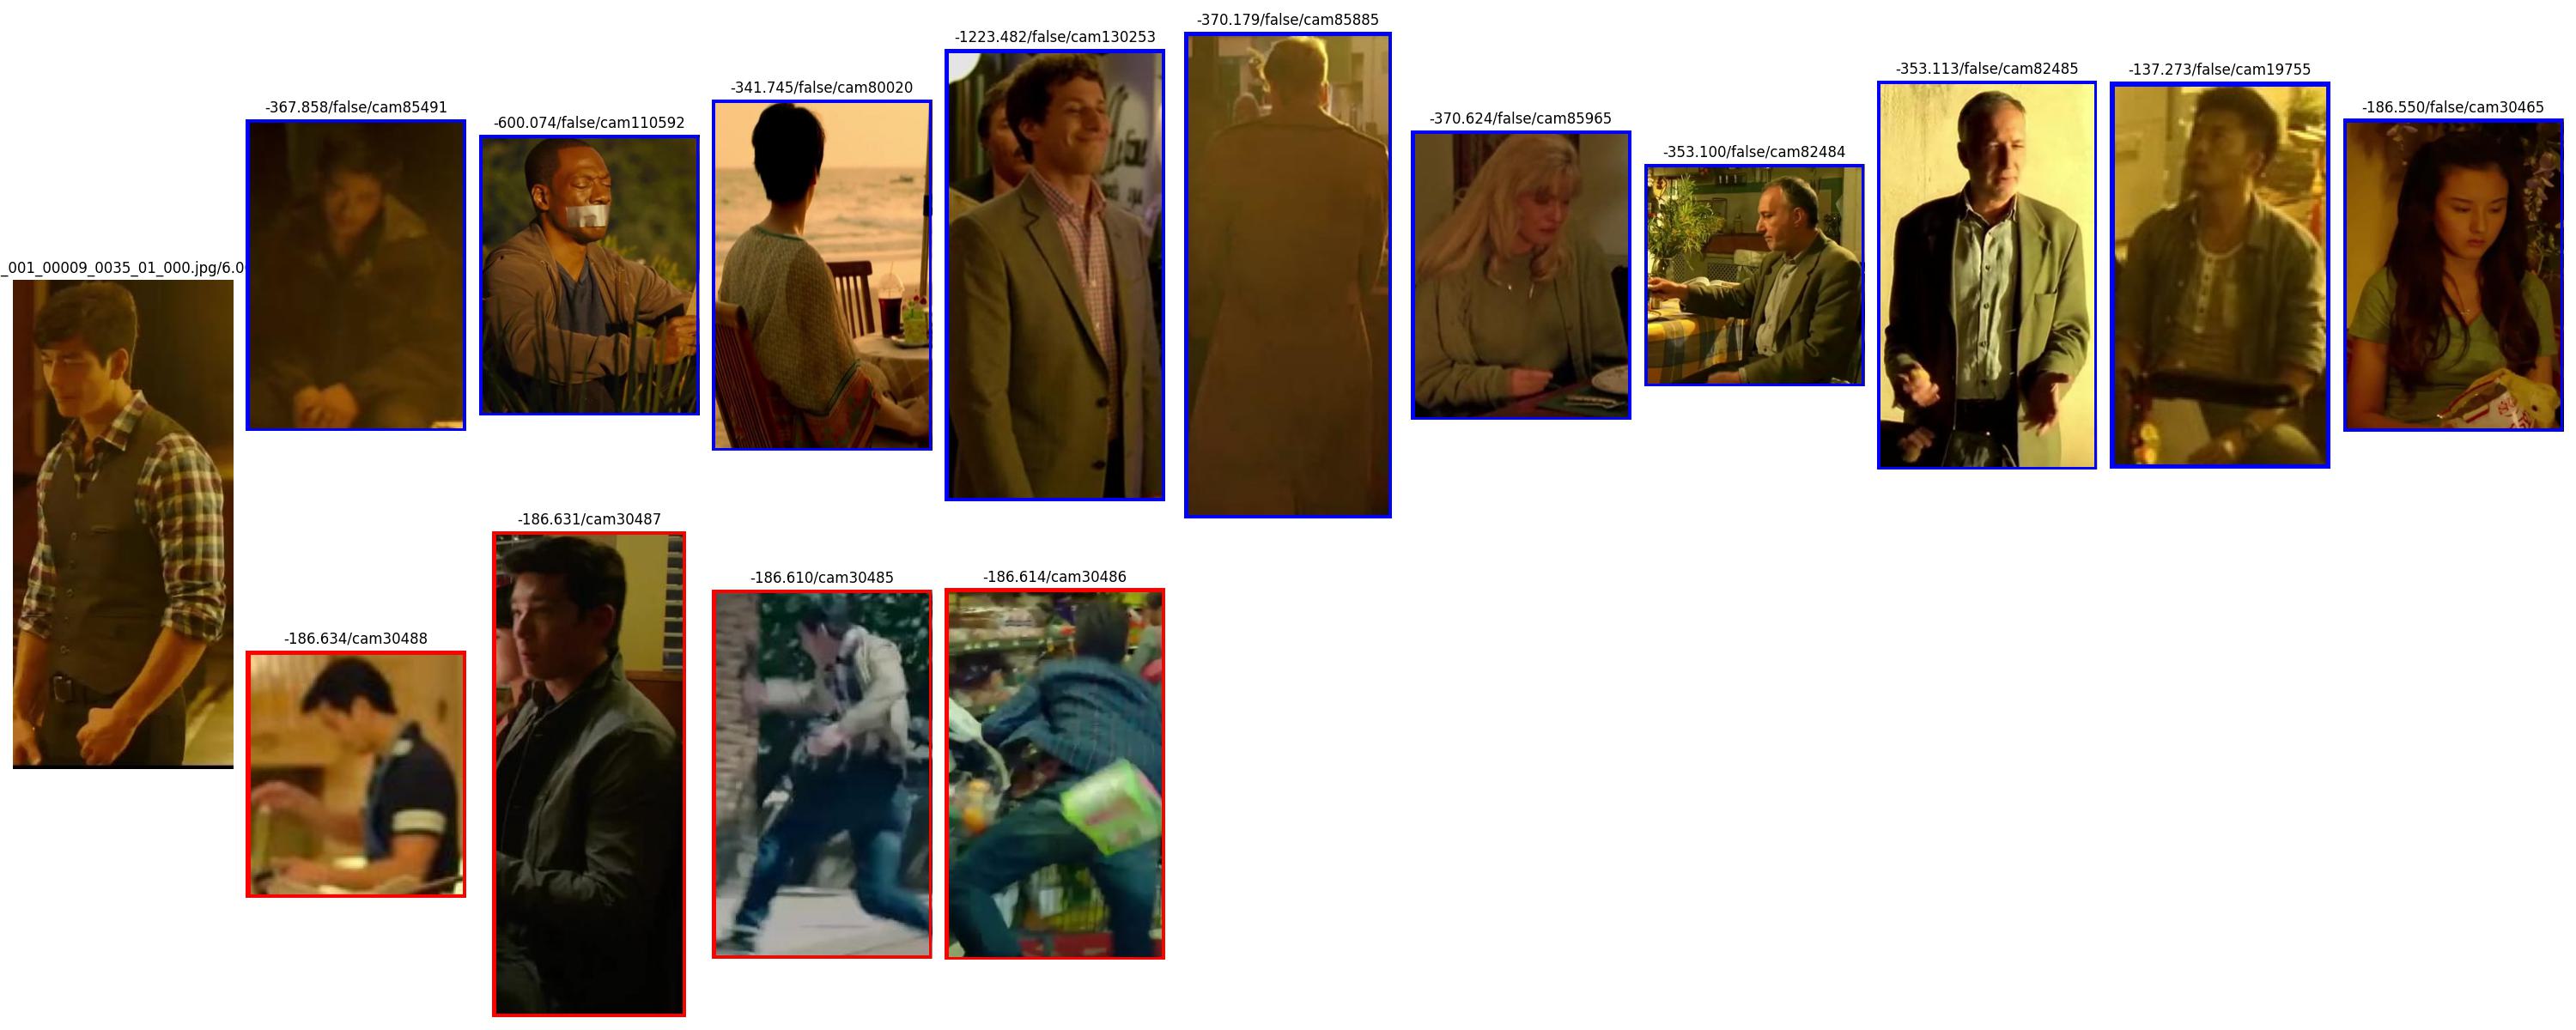 -370.179/false/cam85885
-1223.482/false/cam130253
-353.113/false/cam82485
-137.273/false/cam19755
-341.745/false/cam80020
-367.858/false/cam85491
-186.550/false/cam30465
-370.624/false/cam85965
-600.074/false/cam110592
-353.100/false/cam82484
_001_00009_0035_01_000.jpg/6.0
-186.631/cam30487
-186.610/cam30485
-186.614/cam30486
-186.634/cam30488